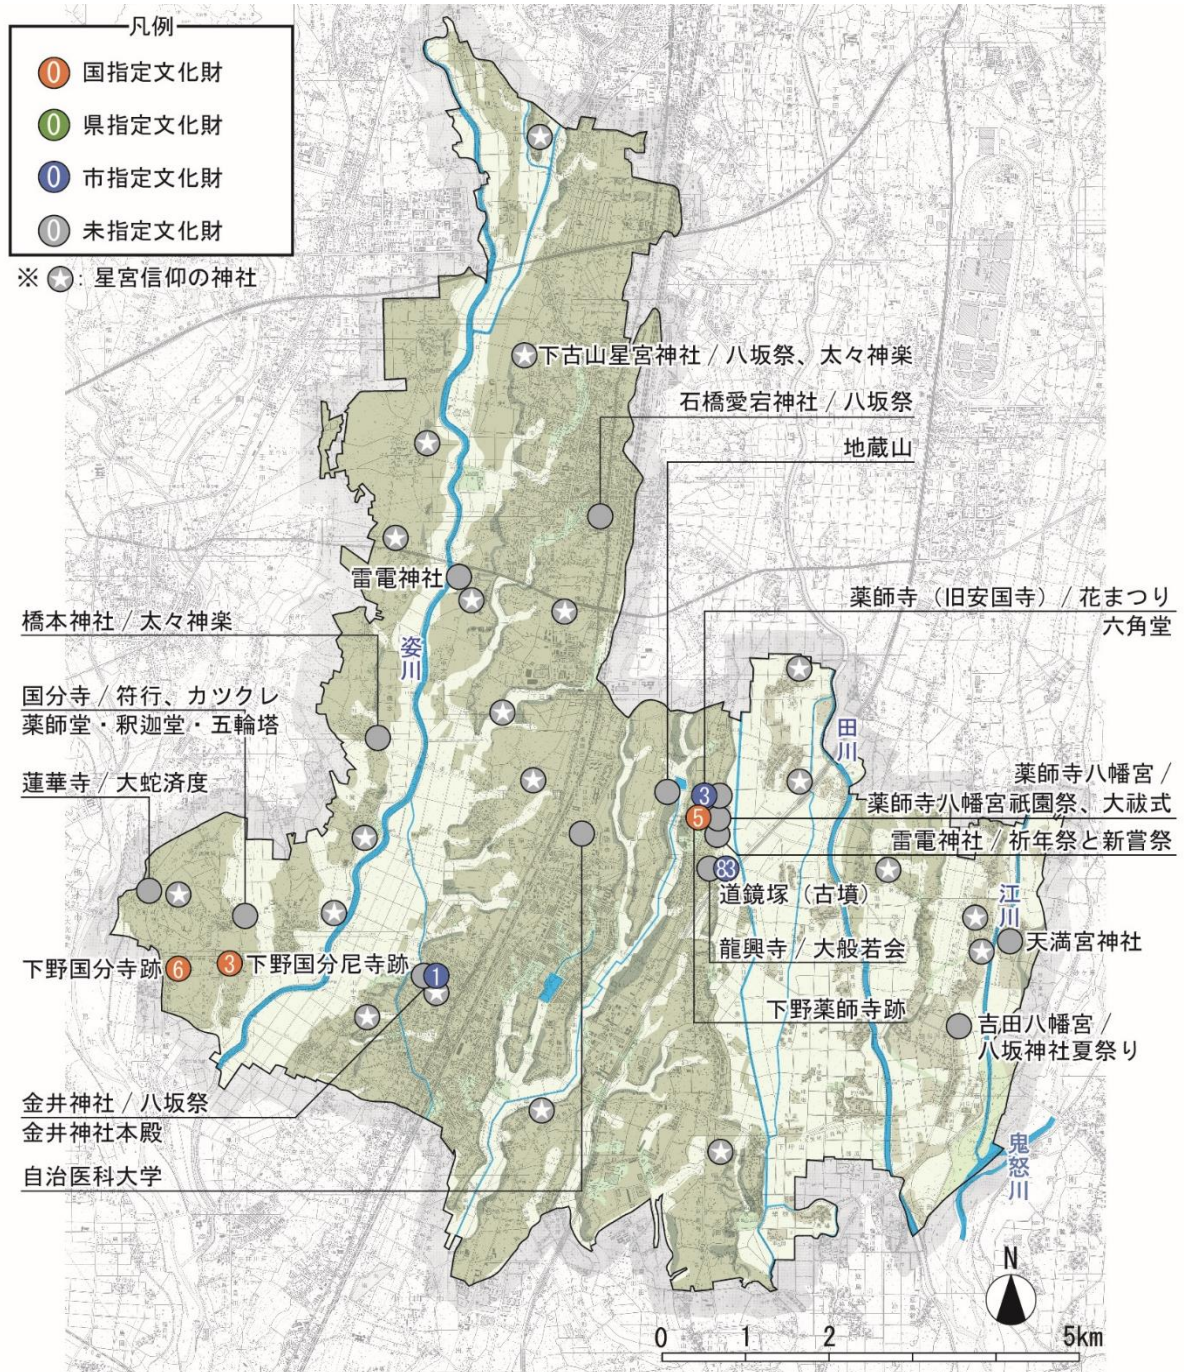 凡例
0 国指定文化財
0 県指定文化財
0 市指定文化財
0 未指定文化財
※ : 星宮信仰の神社
下古山星宮神社 / 八坂祭、太々神楽
石橋愛宕神社 / 八坂祭
地蔵山
雷電神社
薬師寺（旧安国寺）/ 花まつり
六角堂
橋本神社 / 太々神楽
姿川
国分寺 / 符行、カツクレ
薬師堂・釈迦堂・五輪塔
田川
蓮華寺 / 大蛇済度
薬師寺八幡宮 /
薬師寺八幡宮祇園祭、大祓式
3
5
雷電神社 / 祈年祭と新嘗祭
83
道鏡塚（古墳）
江川
天満宮神社
龍興寺 / 大般若会
下野国分寺跡 6
3 下野国分尼寺跡
1
下野薬師寺跡
吉田八幡宮 /
八坂神社夏祭り
金井神社 / 八坂祭
金井神社本殿
鬼怒川
自治医科大学
N
0 1 2 5km